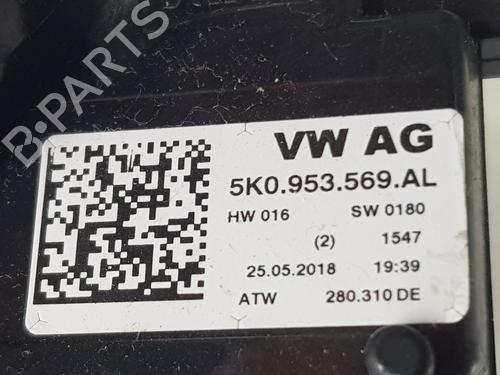 B-PARTS
VW AG
5K0.953.569.AL
HW 016 SW 0180
(2) 1547
25.05.2018 19:39
ATW 280.310 DE